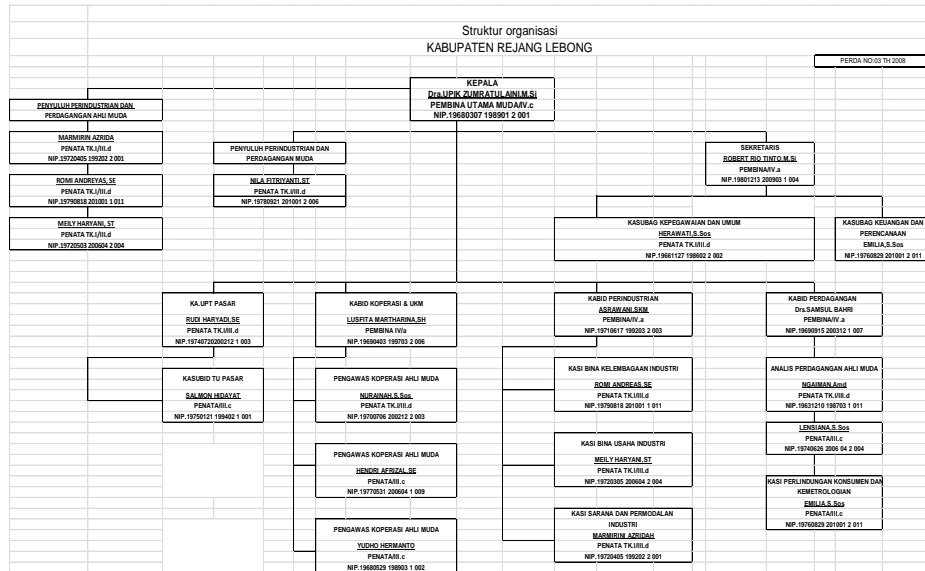 Struktur organisasi
KABUPATEN REJANG LEBONG
PERDA NO:03 TH 2008
KEPALA
Dra.UPIK ZUMRATULAINI.M.Si
PEMBINA UTAMA MUDA/IV.c
NIP.19680307 198901 2 001
PENYULUH PERINDUSTRIAN DAN
PERDAGANGAN AHLI MUDA
MARMIRIN AZRIDA
PENATA TK.I/III.d
NIP.19720405 199202 2 001
ROMI ANDREYAS, SE
PENATA TK.I/III.d
NIP.19790818 201001 1 011
MEILY HARYANI, ST
PENATA TK.I/III.d
NIP.19720503 200604 2 004
PENYULUH PERINDUSTRIAN DAN
PERDAGANGAN MUDA
NILA FITRIYANTI.ST
PENATA TK.I/III.d
NIP.19780921 201001 2 006
SEKRETARIS
ROBERT RIO TINTO.M.Si
PEMBINA/IV.a
NIP.19801213 200903 1 004
KASUBAG KEPEGAWAIAN DAN UMUM
HERAWATI,S.Sos
PENATA TK.I/III.d
NIP.19661127 198602 2 002
KASUBAG KEUANGAN DAN
PERENCANAAN
EMILIA,S.Sos
NIP.19760829 201001 2 011
KA.UPT PASAR
RUDI HARYADI,SE
PENATA TK.I/III.d
NIP.19740720200212 1 003
KASUBID TU PASAR
SALMON HIDAYAT
PENATA/III.c
NIP.19750121 199402 1 001
KABID KOPERASI & UKM
LUSFITA MARTHARINA,SH
PEMBINA IV/a
NIP.19690403 199703 2 006
PENGAWAS KOPERASI AHLI MUDA
NURAINAH,S.Sos
PENATA TK.I/III.d
NIP.19700706 200212 2 003
PENGAWAS KOPERASI AHLI MUDA
HENDRI AFRIZAL.SE
PENATA/III.c
NIP.19770531 200604 1 009
PENGAWAS KOPERASI AHLI MUDA
YUDHO HERMANTO
PENATA/III.c
NIP.19680529 198903 1 002
KABID PERINDUSTRIAN
ASRAWANI.SKM
PEMBINA/IV.a
NIP.19710617 199203 2 003
KASI BINA KELEMBAGAAN INDUSTRI
ROMI ANDREAS.SE
PENATA TK.I/III.d
NIP.19790818 201001 1 011
KASI BINA USAHA INDUSTRI
MEILY HARYANI,ST
PENATA TK.I/III.d
NIP.19720305 200604 2 004
KASI SARANA DAN PERMODALAN
INDUSTRI
MARMIRINI AZRIDAH
PENATA TK.I/III.d
NIP.19720405 199202 2 001
KABID PERDAGANGAN
Drs.SAMSUL BAHRI
PEMBINA/IV.a
NIP.19690915 200312 1 007
ANALIS PERDAGANGAN AHLI MUDA
NGAIMAN,Amd
PENATA TK.I/III.d
NIP.19631210 198703 1 011
LENSIANA,S.Sos
PENATA/III.c
NIP.19740626 2006 04 2 004
KASI PERLINDUNGAN KONSUMEN DAN
KEMETROLOGIAN
EMILIA,S.Sos
PENATA/III.c
NIP.19760829 201001 2 011